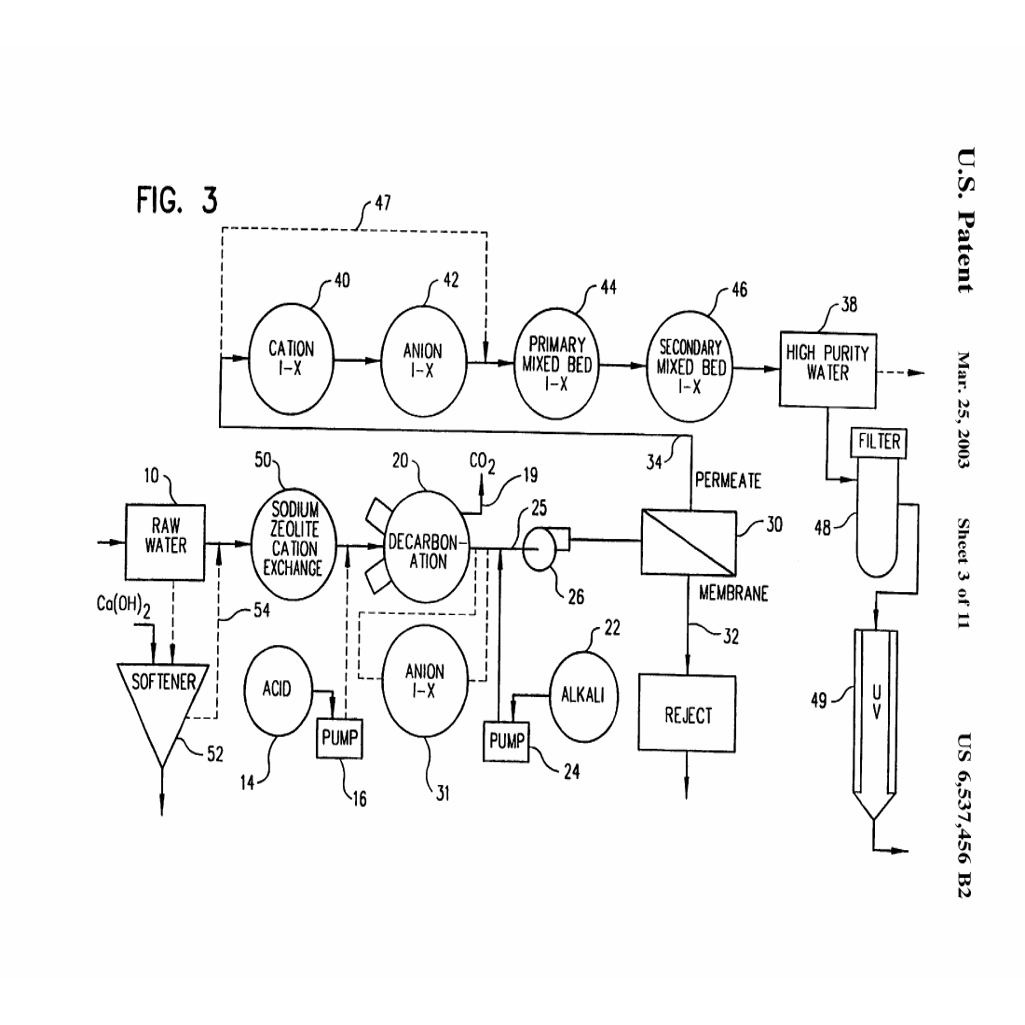 U.S. Patent
Mar. 25, 2003
Sheet 3 of 11
US 6,537,456 B2
FIG. 3
47
40
42
44
46
38
CATION
I-X
ANION
I-X
PRIMARY
MIXED BED
I-X
SECONDARY
MIXED BED
I-X
HIGH PURITY
WATER
34
PERMEATE
FILTER
48
10
RAW
WATER
50
SODIUM
ZEOLITE
CATION
EXCHANGE
20
DECARBON-
ATION
CO2
19
25
26
30
MEMBRANE
32
REJECT
Ca(OH)2
54
SOFTENER
52
ACID
14
PUMP
16
ANION
I-X
31
22
ALKALI
PUMP
24
49
UV